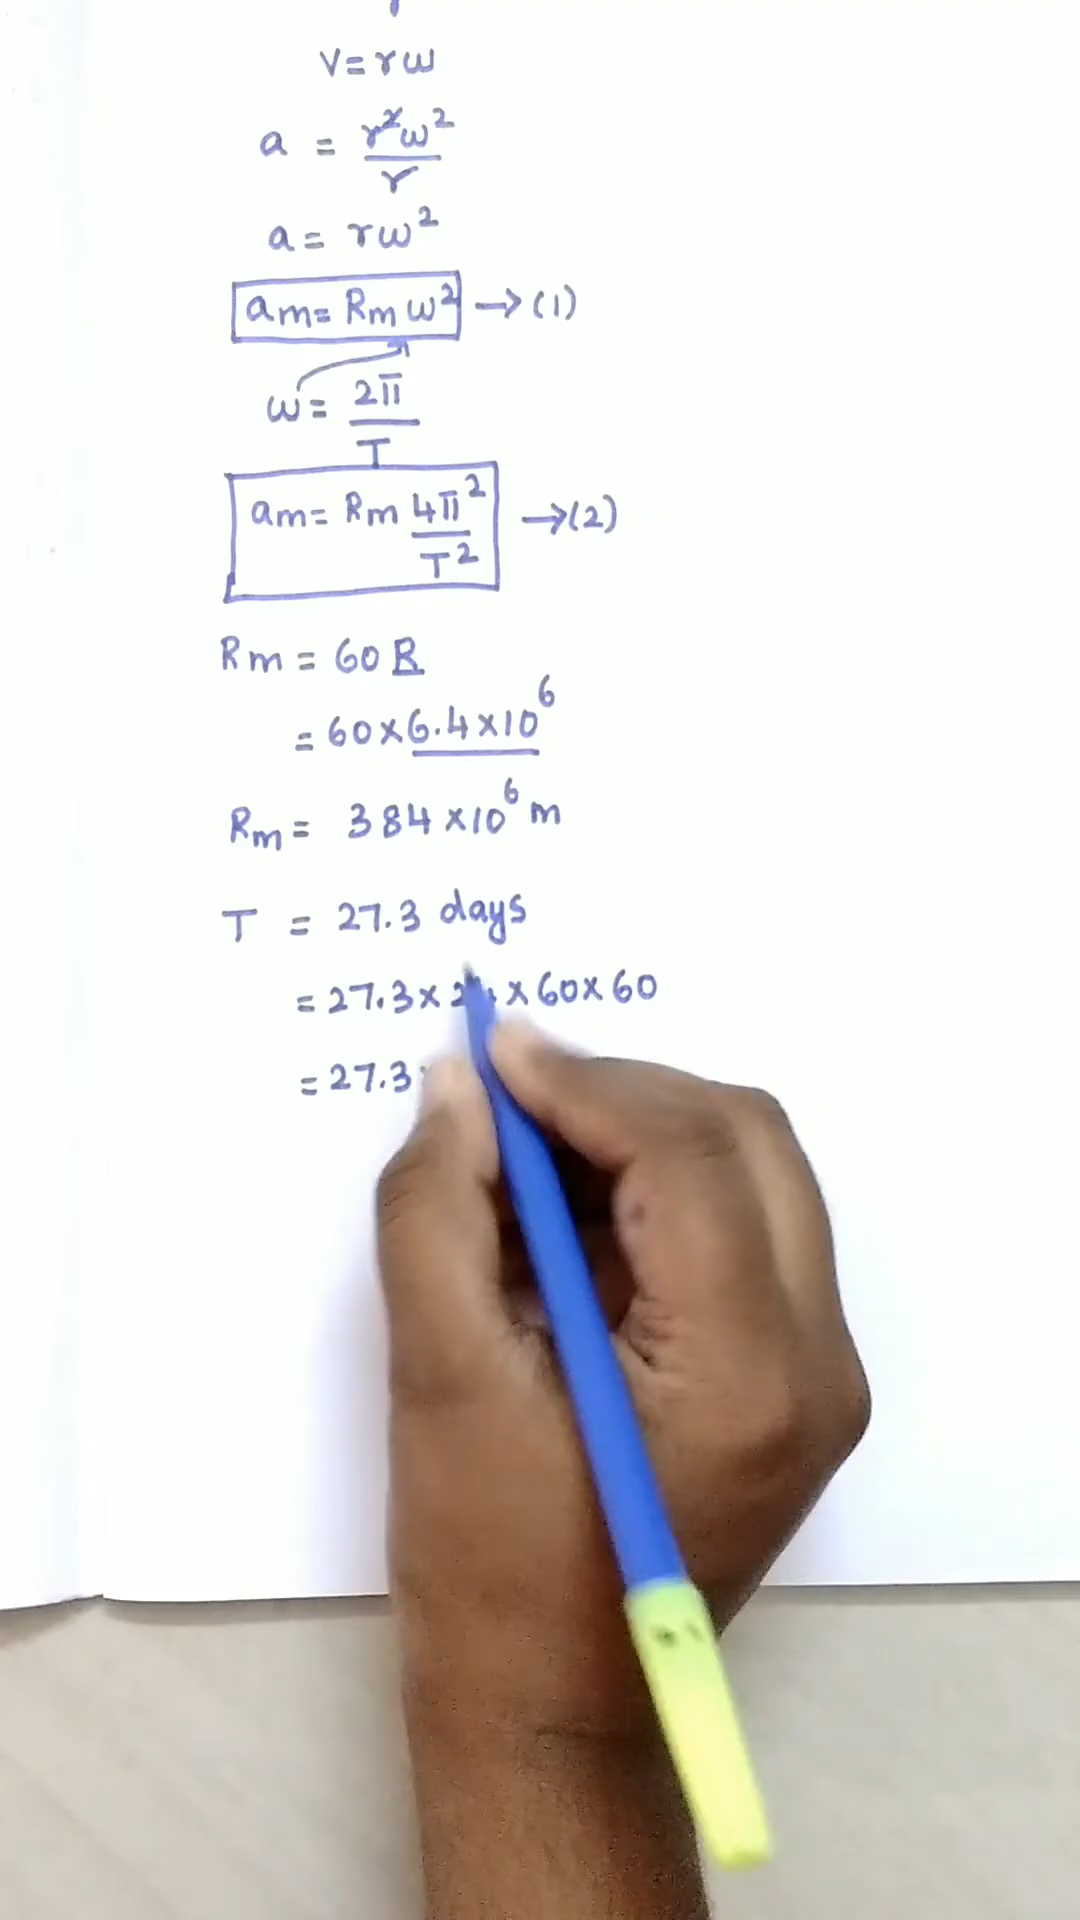 V = rω
a = r²ω² / r
a = rω²
am = Rm ω² → (1)
ω = 2π / T
am = Rm 4π² / T² → (2)
Rm = 60 R
= 60 × 6.4 × 10⁶
Rm = 384 × 10⁶ m
T = 27.3 days
= 27.3 × 2 × 60 × 60
= 27.3